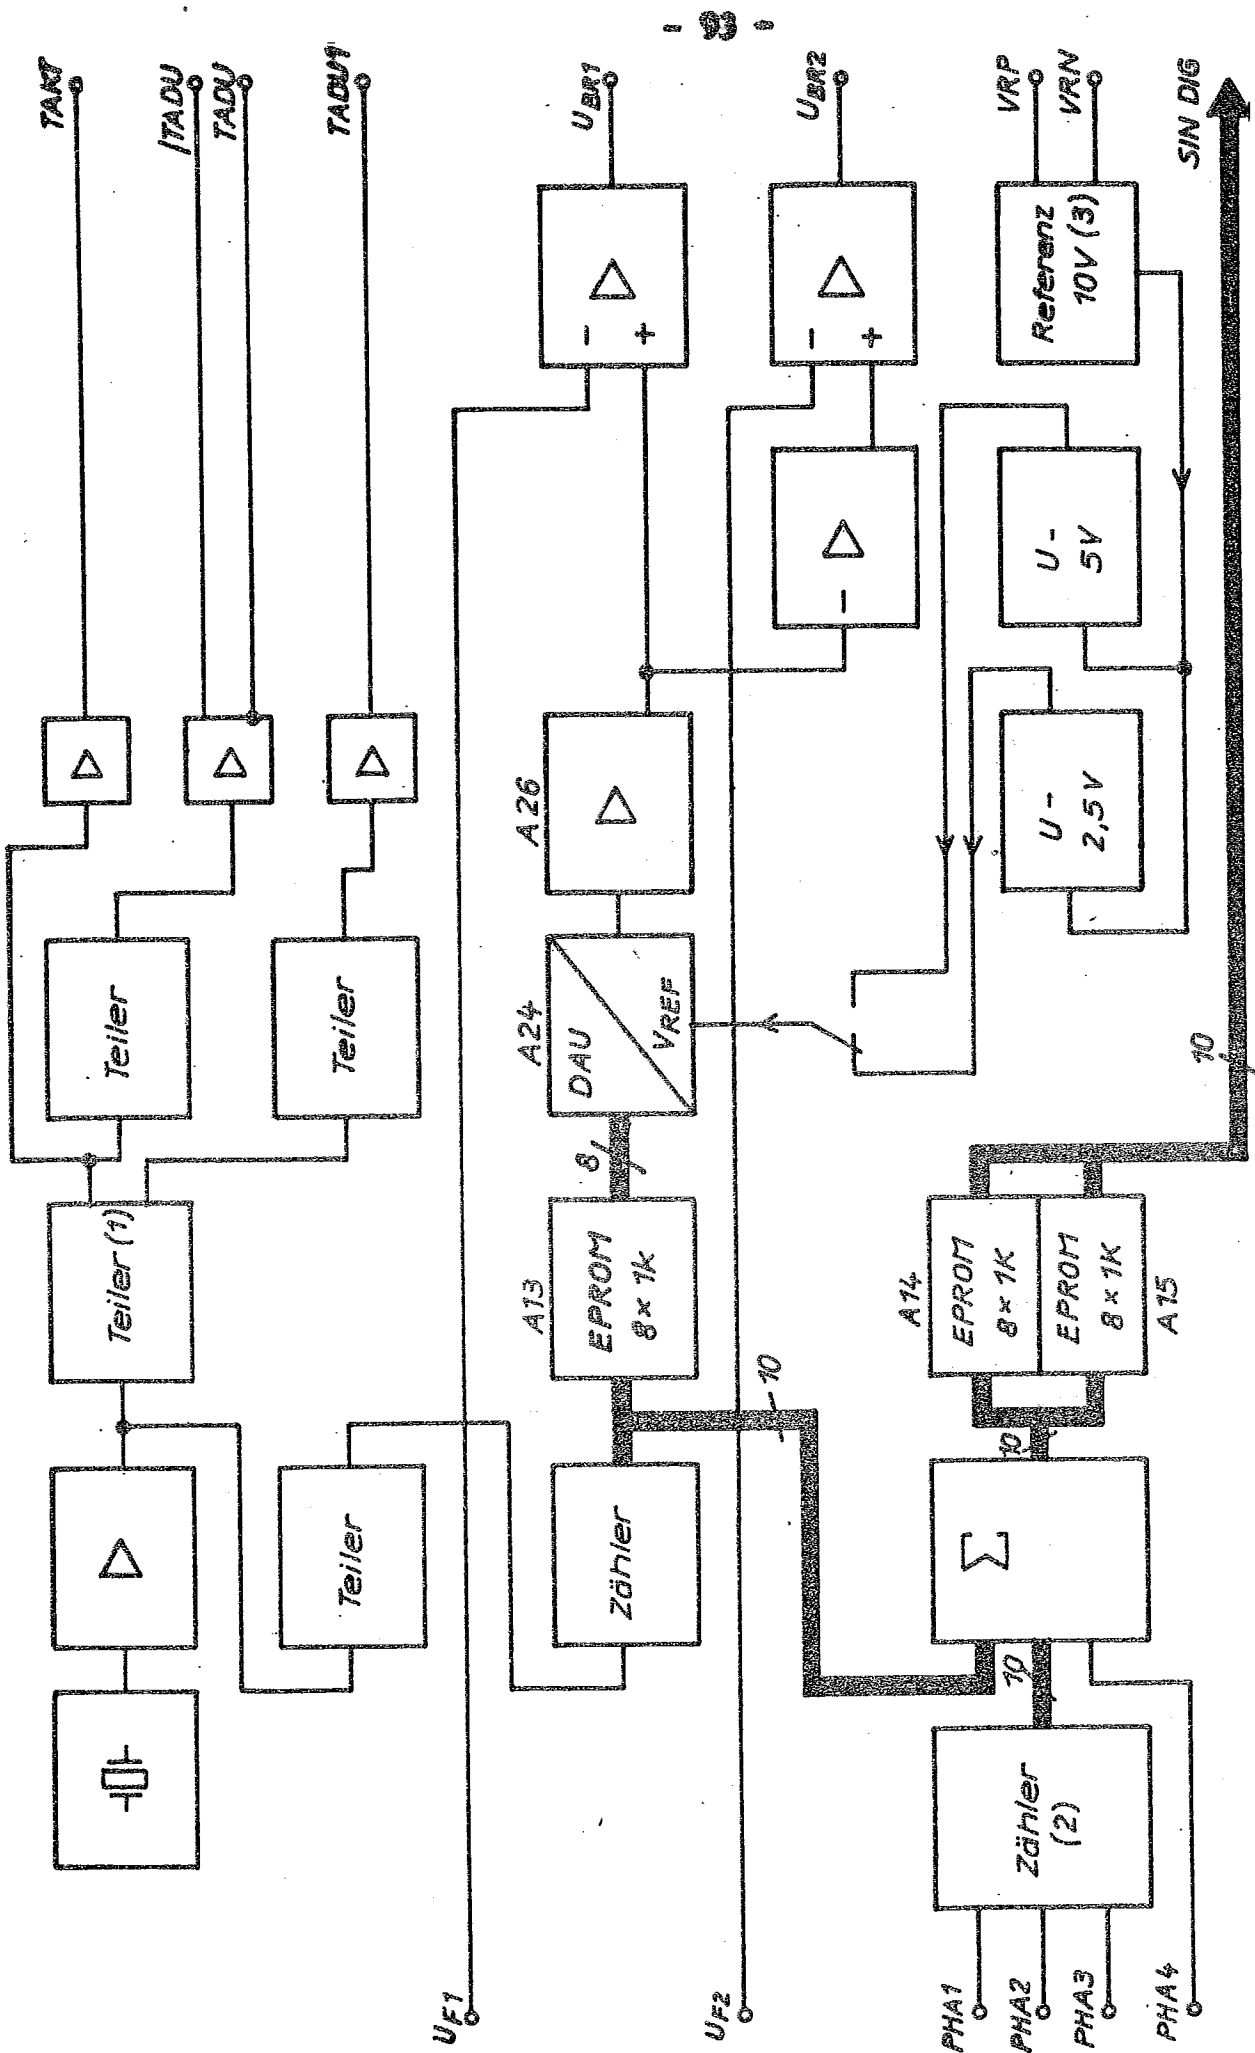 - 93 -
TAKT
/TADU
TADU
TADU1
Teiler
Teiler
Teiler (1)
Teiler
UF1
UBR1
A26
A24
DAU
VREF
8
A13
EPROM
8 x 1k
Zähler
10
UF2
UBR2
-
+
-
+
-
VRP
VRN
Referenz
10V (3)
U -
5V
U -
2,5V
SIN DIG
10
A14
EPROM
8 x 1K
EPROM
8 x 1K
A15
10
Σ
10
Zähler
(2)
PHA1
PHA2
PHA3
PHA4